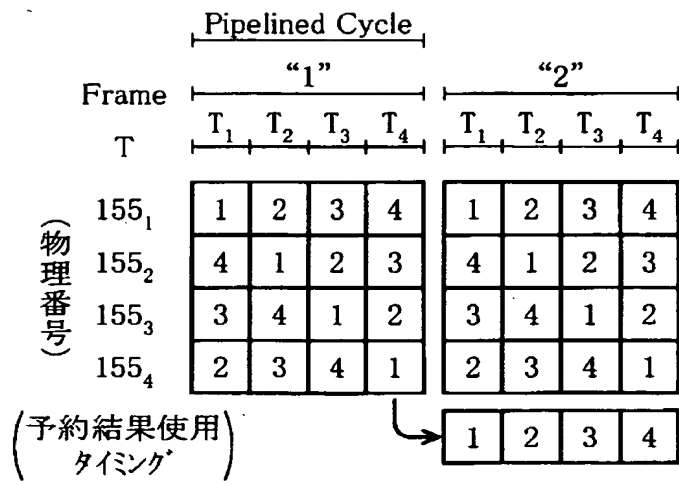 Pipelined Cycle
Frame “1” “2”
T T₁ T₂ T₃ T₄ T₁ T₂ T₃ T₄
(物理番号)
155₁ 1 2 3 4 1 2 3 4
155₂ 4 1 2 3 4 1 2 3
155₃ 3 4 1 2 3 4 1 2
155₄ 2 3 4 1 2 3 4 1
(予約結果使用
タイミング) 1 2 3 4